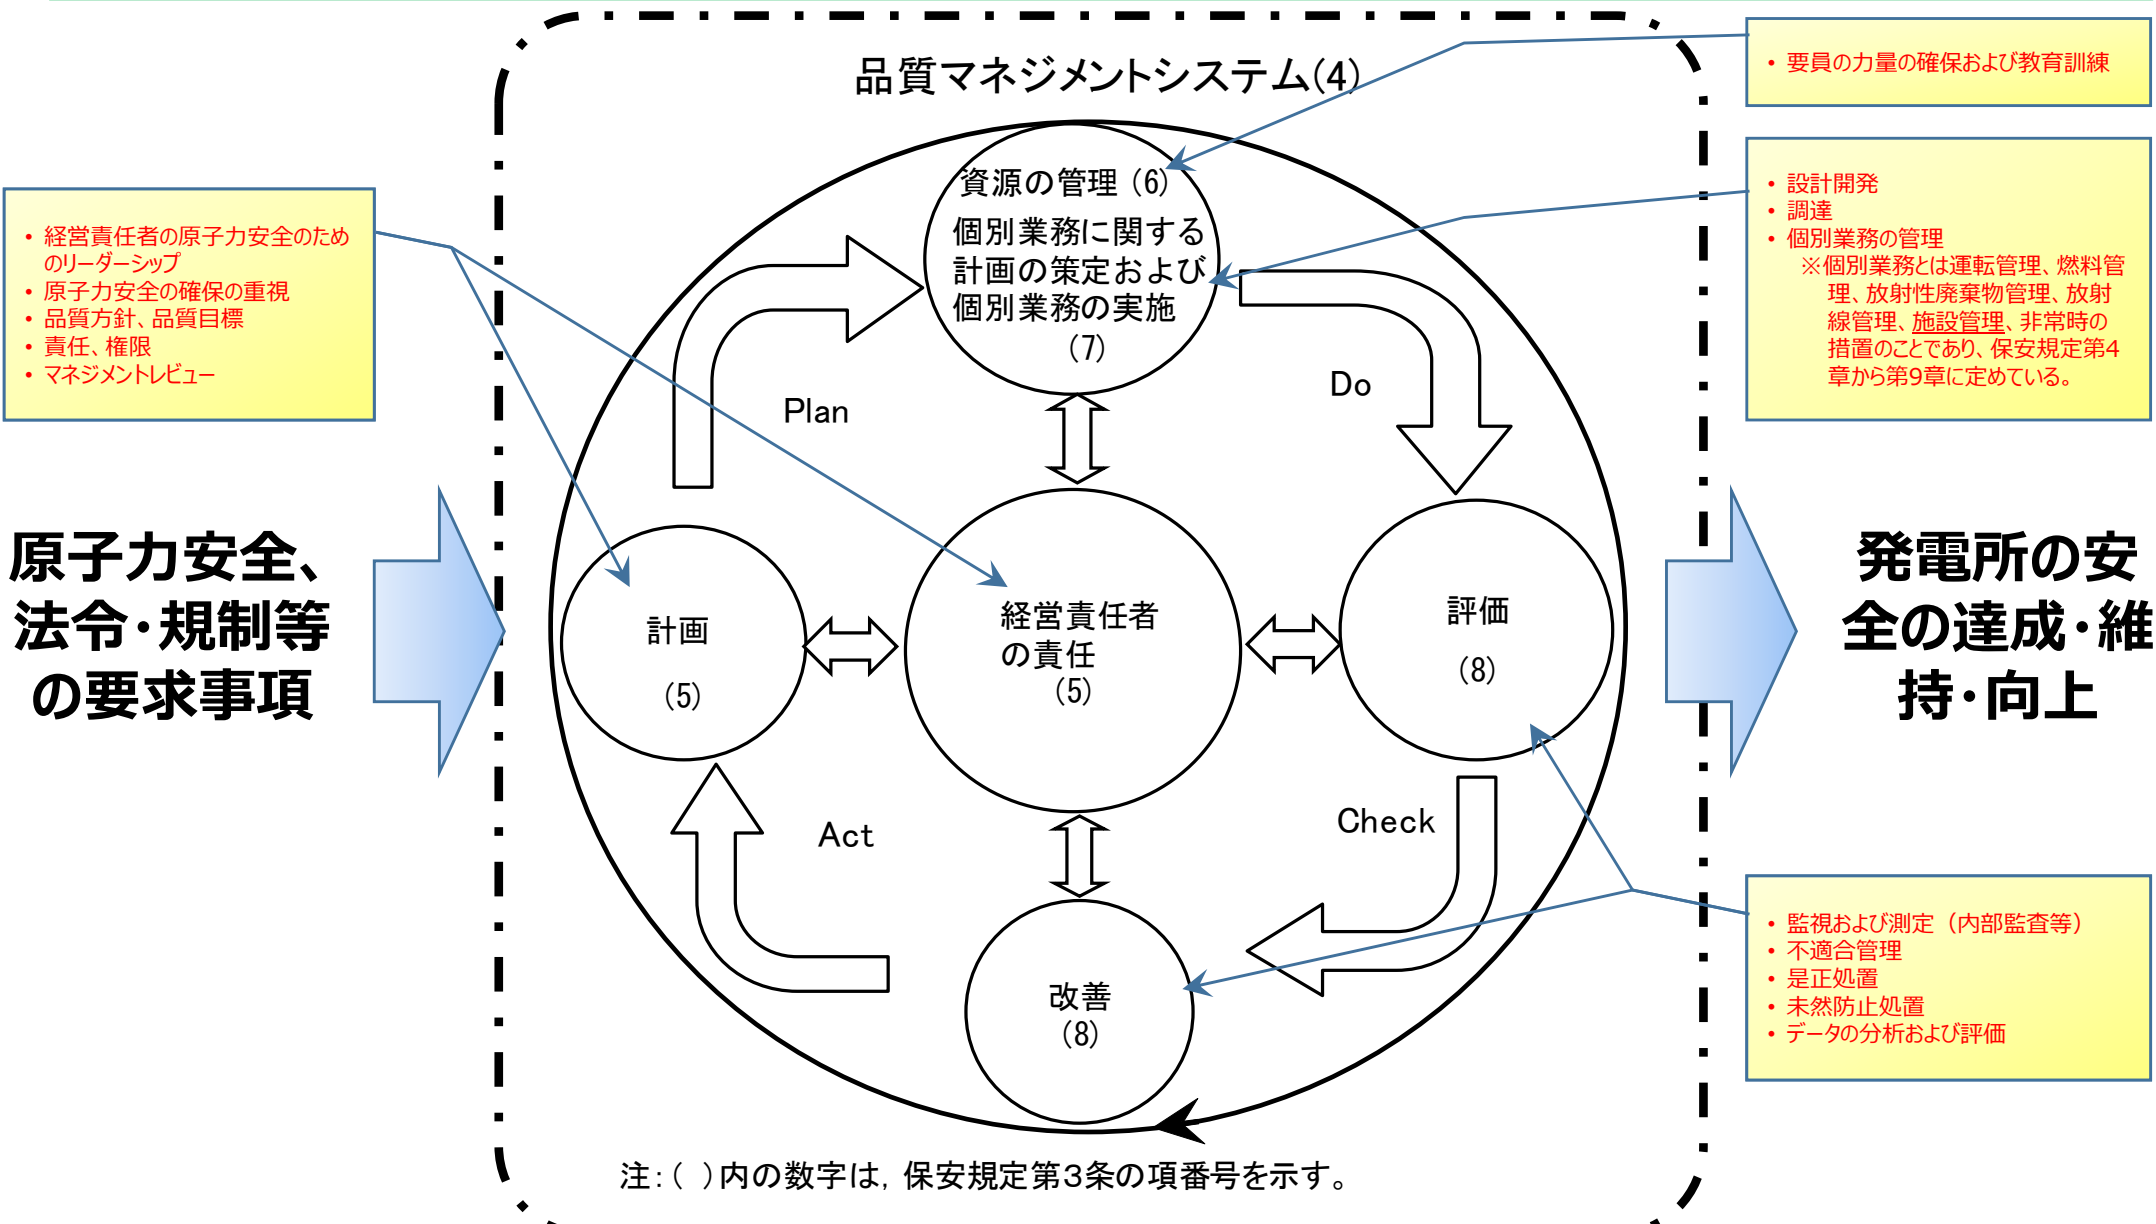 品質マネジメントシステム(4)
・要員の力量の確保および教育訓練
・設計開発
・調達
・個別業務の管理
※個別業務とは運転管理、燃料管
理、放射性廃棄物管理、放射
線管理、施設管理、非常時の
措置のことであり、保安規定第4
章から第9章に定めている。
・経営責任者の原子力安全のため
のリーダーシップ
・原子力安全の確保の重視
・品質方針、品質目標
・責任、権限
・マネジメントレビュー
資源の管理(6)
個別業務に関する
計画の策定および
個別業務の実施
(7)
Plan
Do
原子力安全、
法令・規制等
の要求事項
計画
(5)
経営責任者
の責任
(5)
評価
(8)
発電所の安
全の達成・維
持・向上
Act
Check
改善
(8)
・監視および測定（内部監査等）
・不適合管理
・是正処置
・未然防止処置
・データの分析および評価
注：（ ）内の数字は，保安規定第3条の項番号を示す。